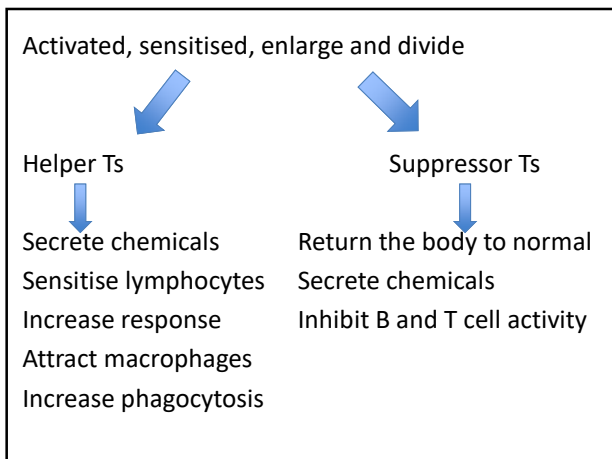 Activated, sensitised, enlarge and divide
Helper Ts
Suppressor Ts
Secrete chemicals
Sensitise lymphocytes
Increase response
Attract macrophages
Increase phagocytosis
Return the body to normal
Secrete chemicals
Inhibit B and T cell activity